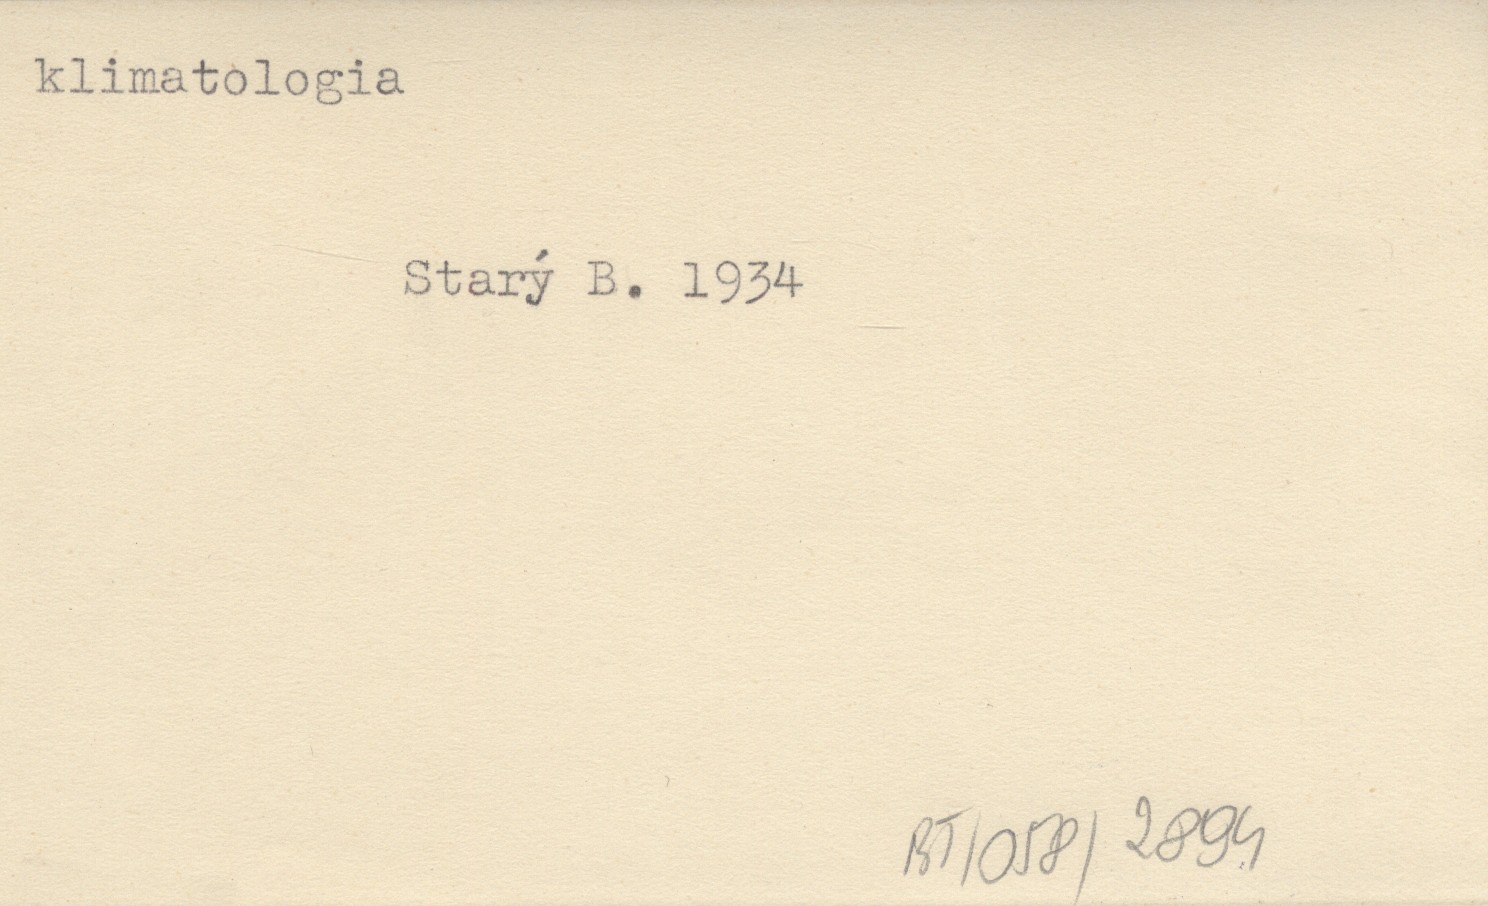 klimatologia
Starý B. 1934
BT/058/ 2894